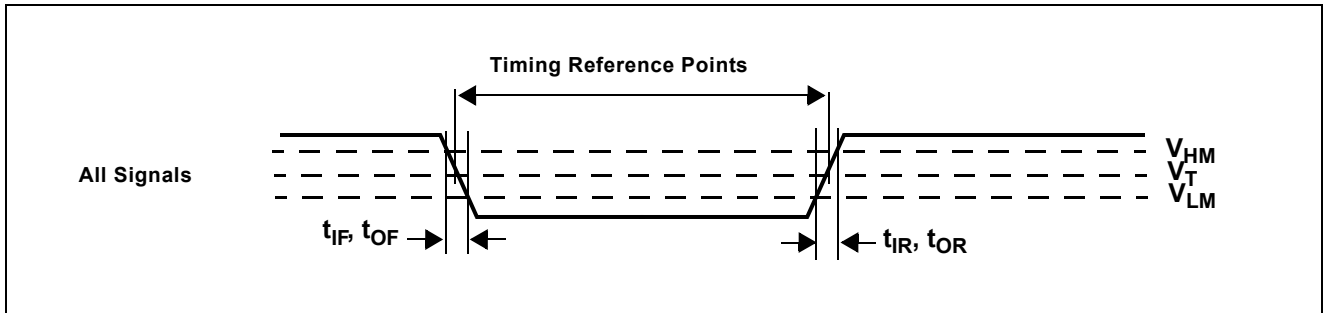 Timing Reference Points
All Signals
VHM
VT
VLM
tIF, tOF
tIR, tOR